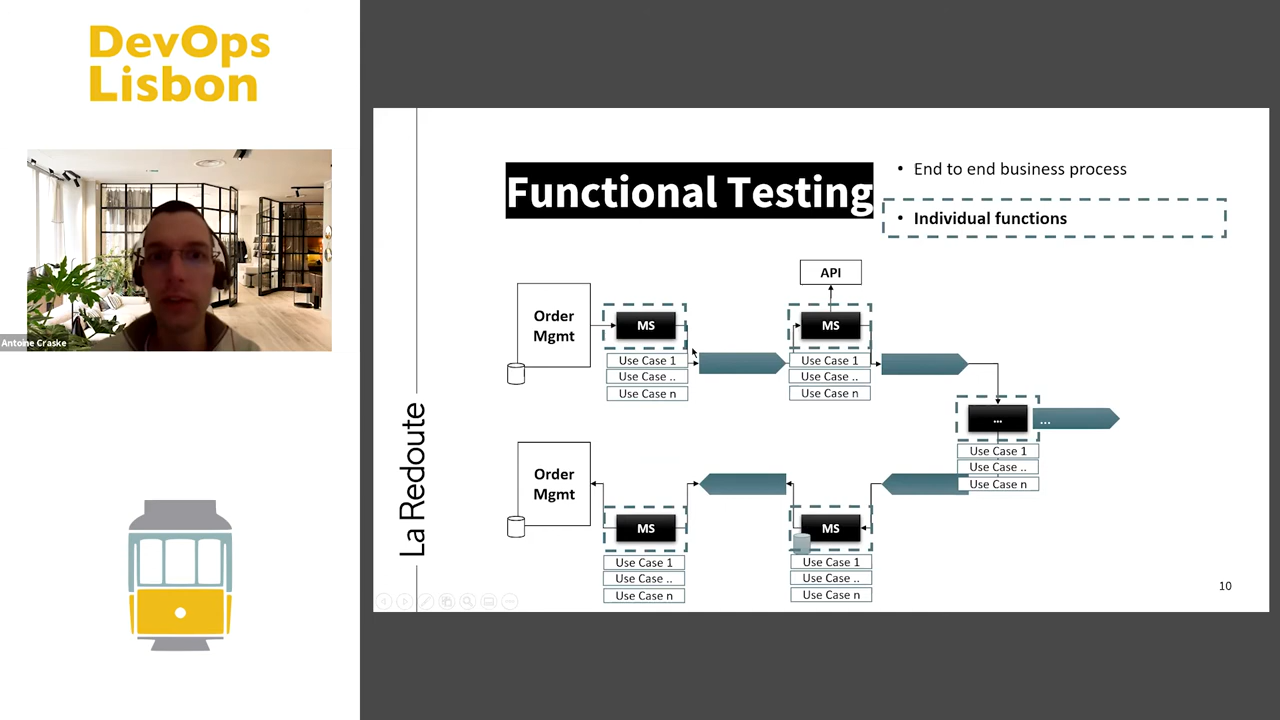 DevOps
Lisbon
Antoine Craske
La Redoute
Functional Testing
• End to end business process
• Individual functions
API
Order
Mgmt
MS
Use Case 1
Use Case ..
Use Case n
MS
Use Case 1
Use Case ..
Use Case n
...
...
Use Case 1
Use Case ..
Use Case n
Order
Mgmt
MS
Use Case 1
Use Case ..
Use Case n
MS
Use Case 1
Use Case ..
Use Case n
10